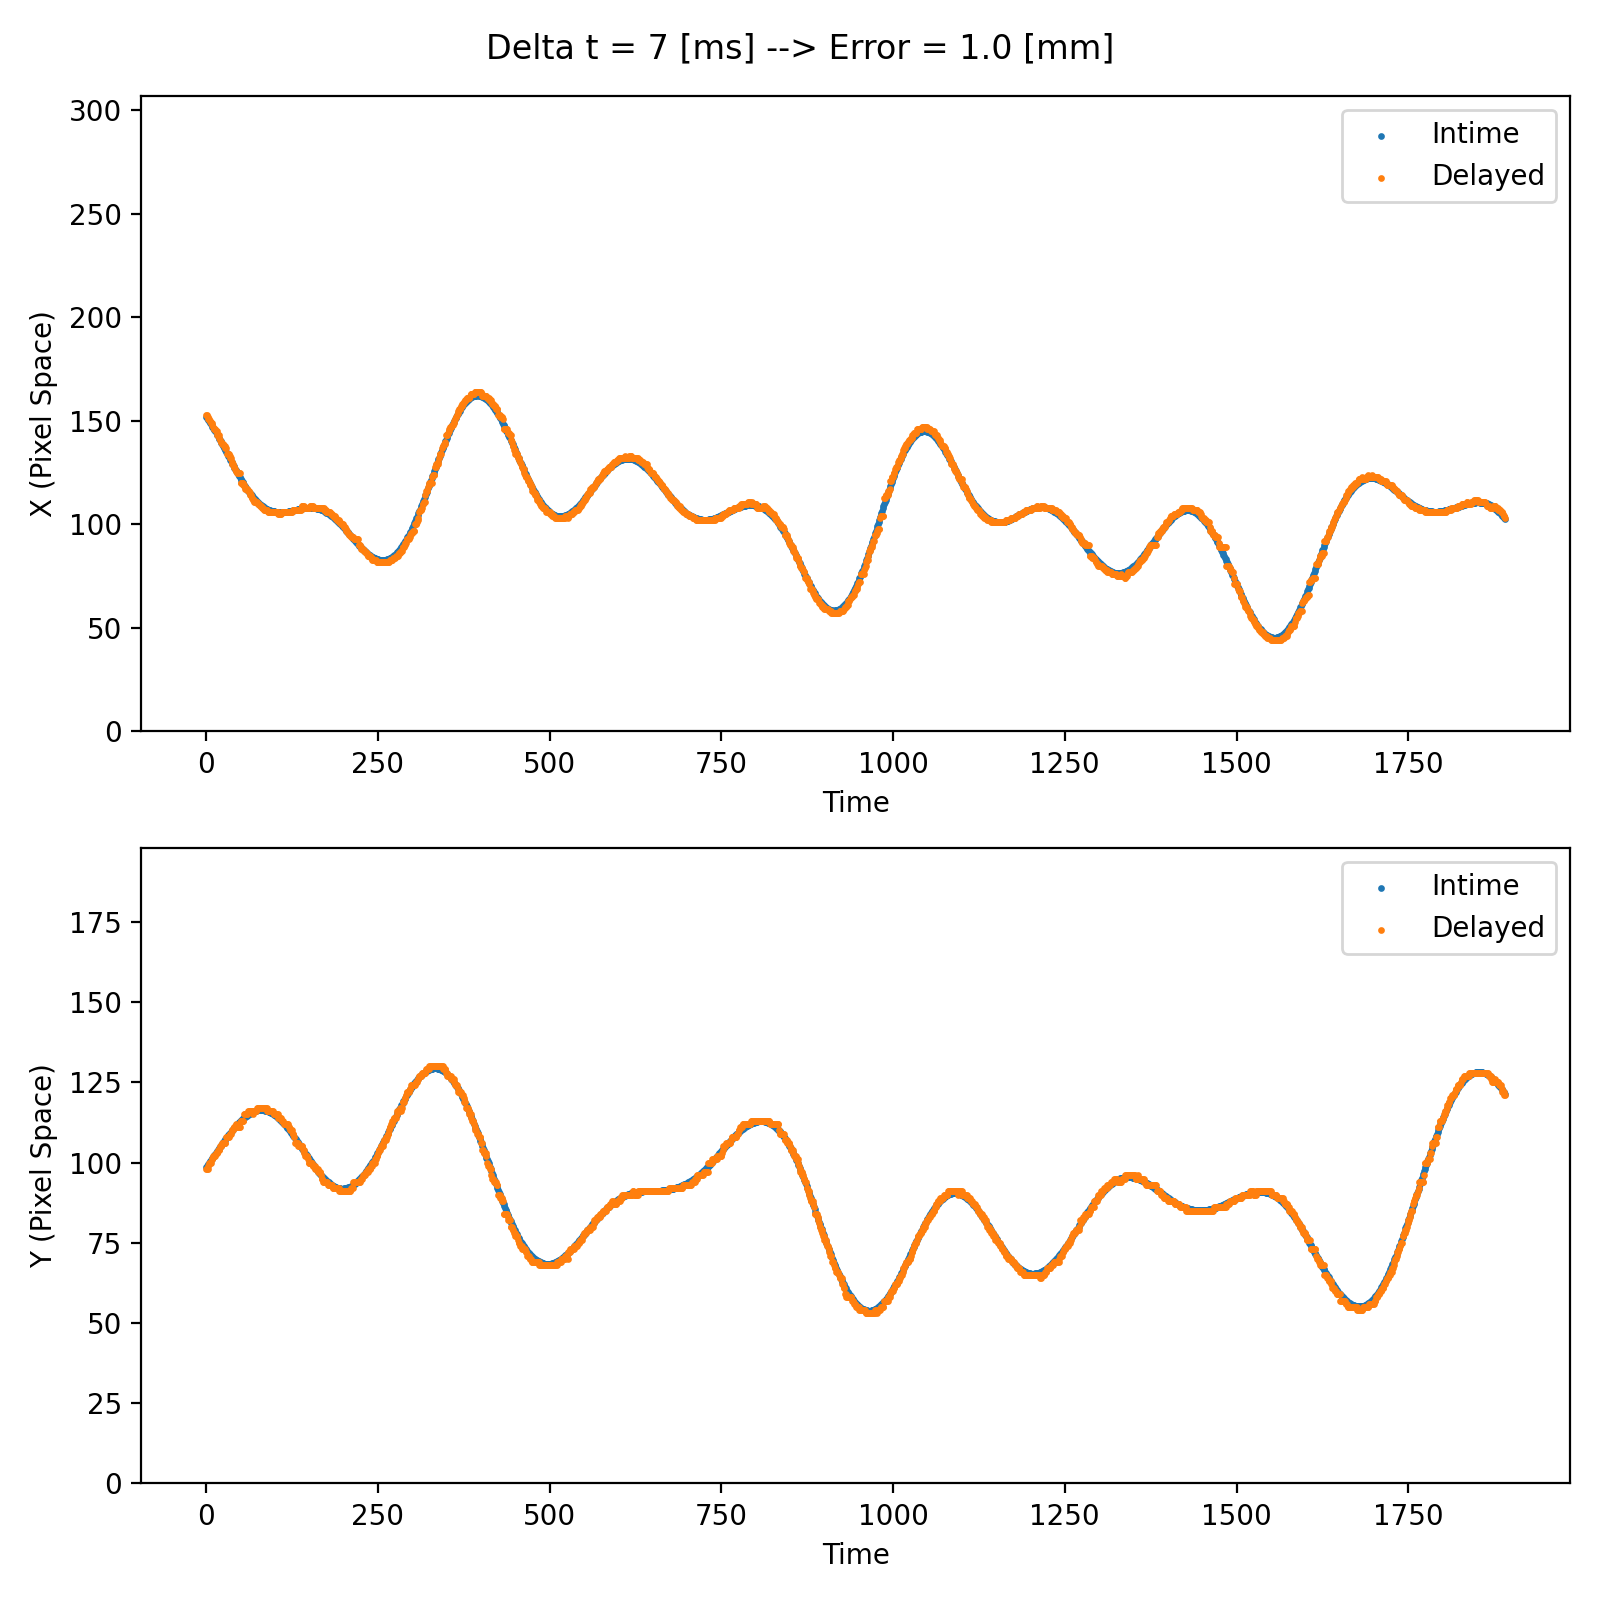 Delta t = 7 [ms] --> Error = 1.0 [mm]
300
250
200
150
100
50
0
X (Pixel Space)
Intime
Delayed
0 250 500 750 1000 1250 1500 1750
Time
175
150
125
100
75
50
25
0
Y (Pixel Space)
Intime
Delayed
0 250 500 750 1000 1250 1500 1750
Time